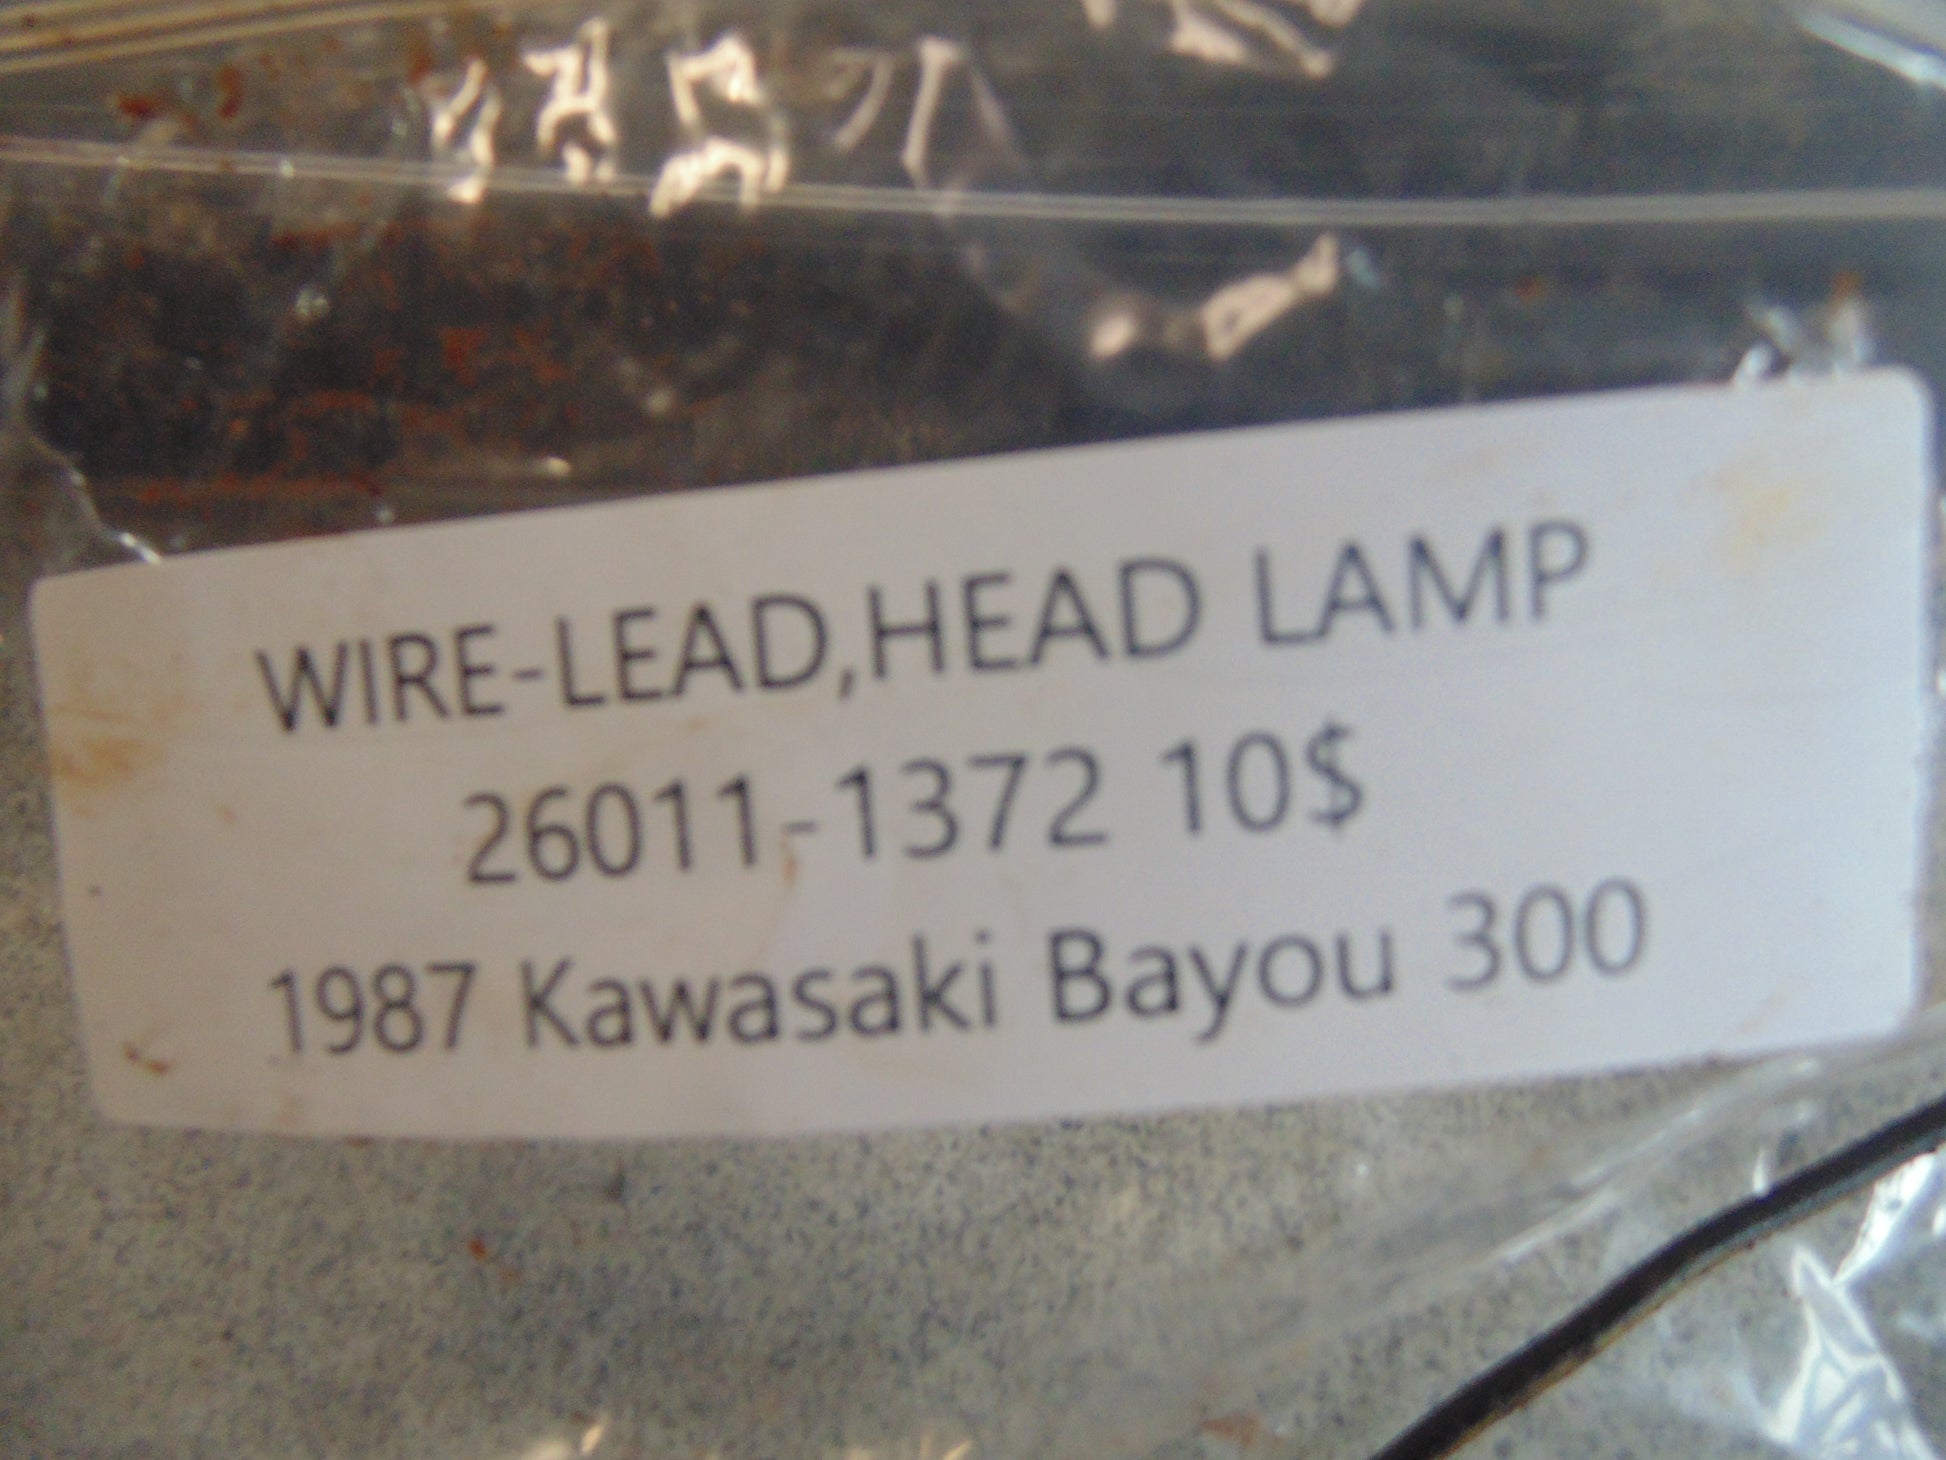 WIRE-LEAD,HEAD LAMP
26011-1372 10$
1987 Kawasaki Bayou 300